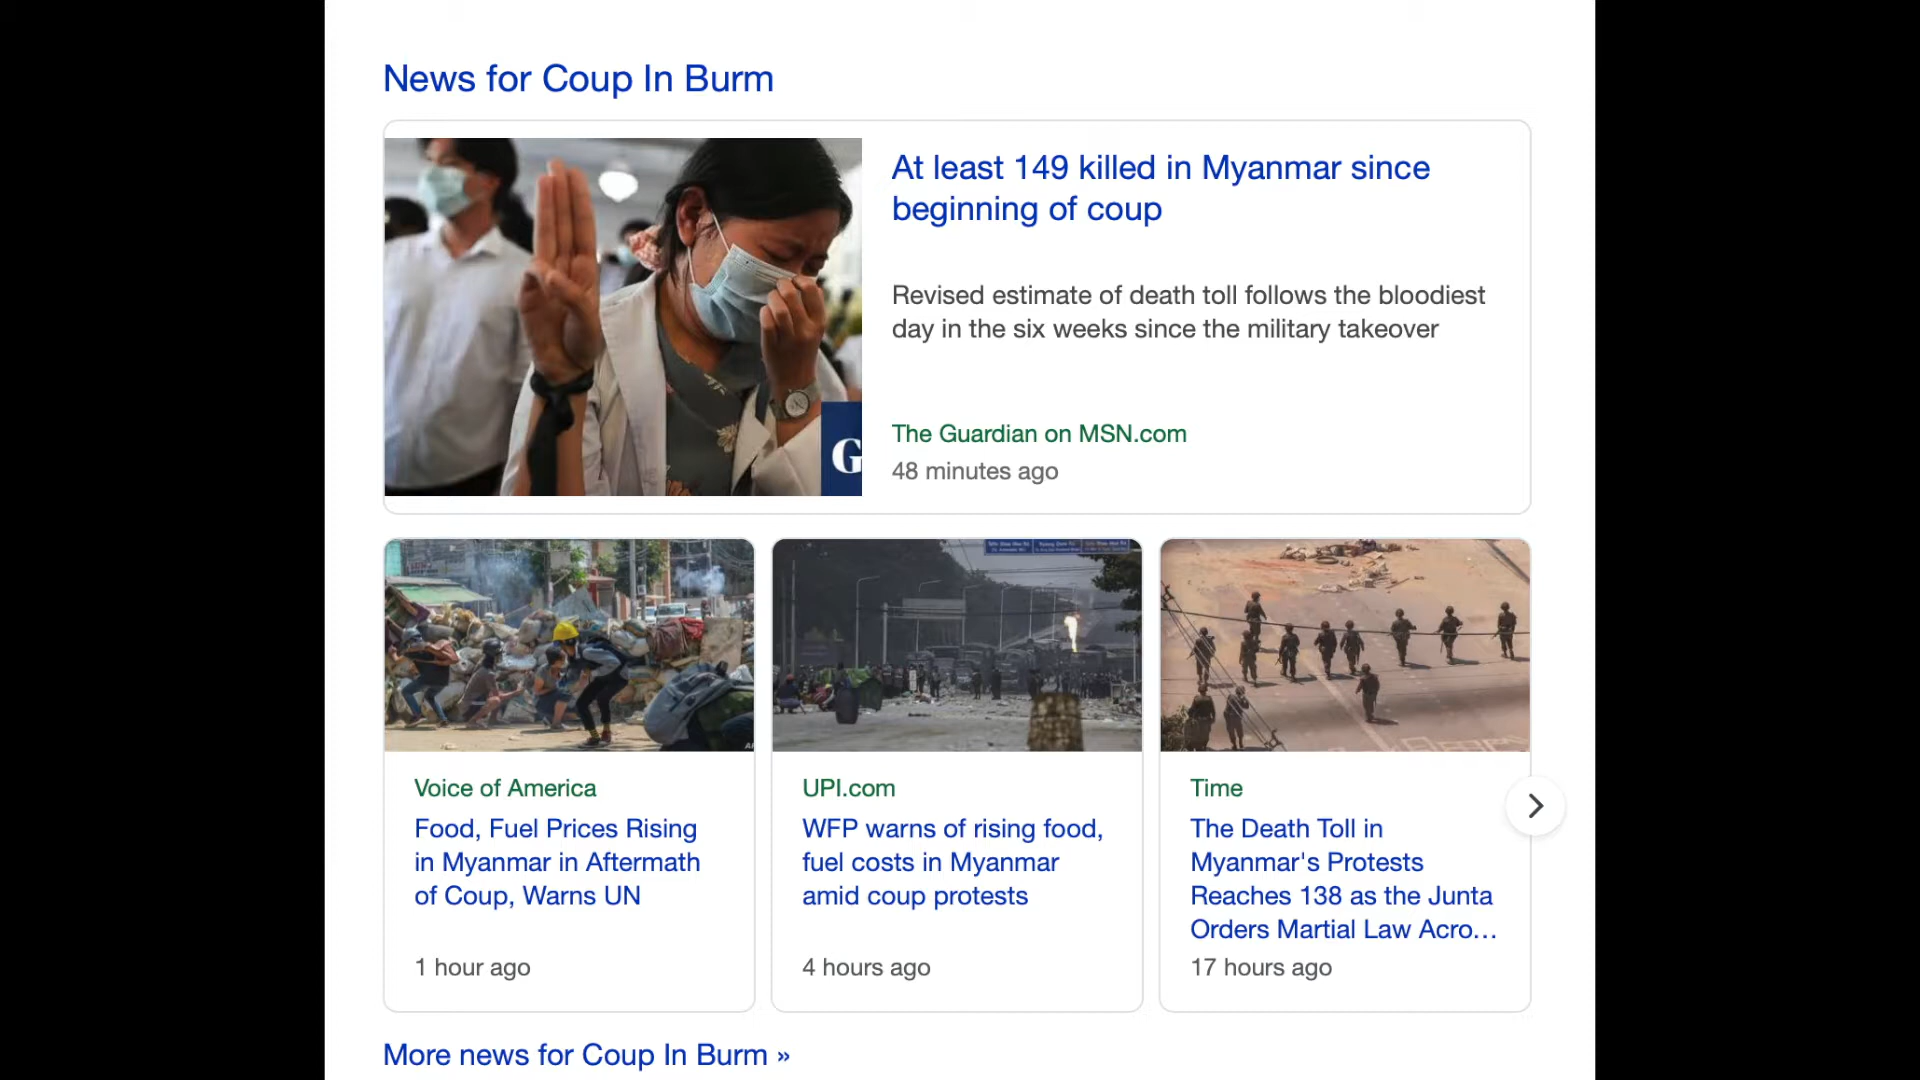 News for Coup In Burm
At least 149 killed in Myanmar since
beginning of coup
Revised estimate of death toll follows the bloodiest
day in the six weeks since the military takeover
The Guardian on MSN.com
48 minutes ago
G
Voice of America
Food, Fuel Prices Rising
in Myanmar in Aftermath
of Coup, Warns UN
1 hour ago
UPI.com
WFP warns of rising food,
fuel costs in Myanmar
amid coup protests
4 hours ago
Time
The Death Toll in
Myanmar's Protests
Reaches 138 as the Junta
Orders Martial Law Acro...
17 hours ago
More news for Coup In Burm »